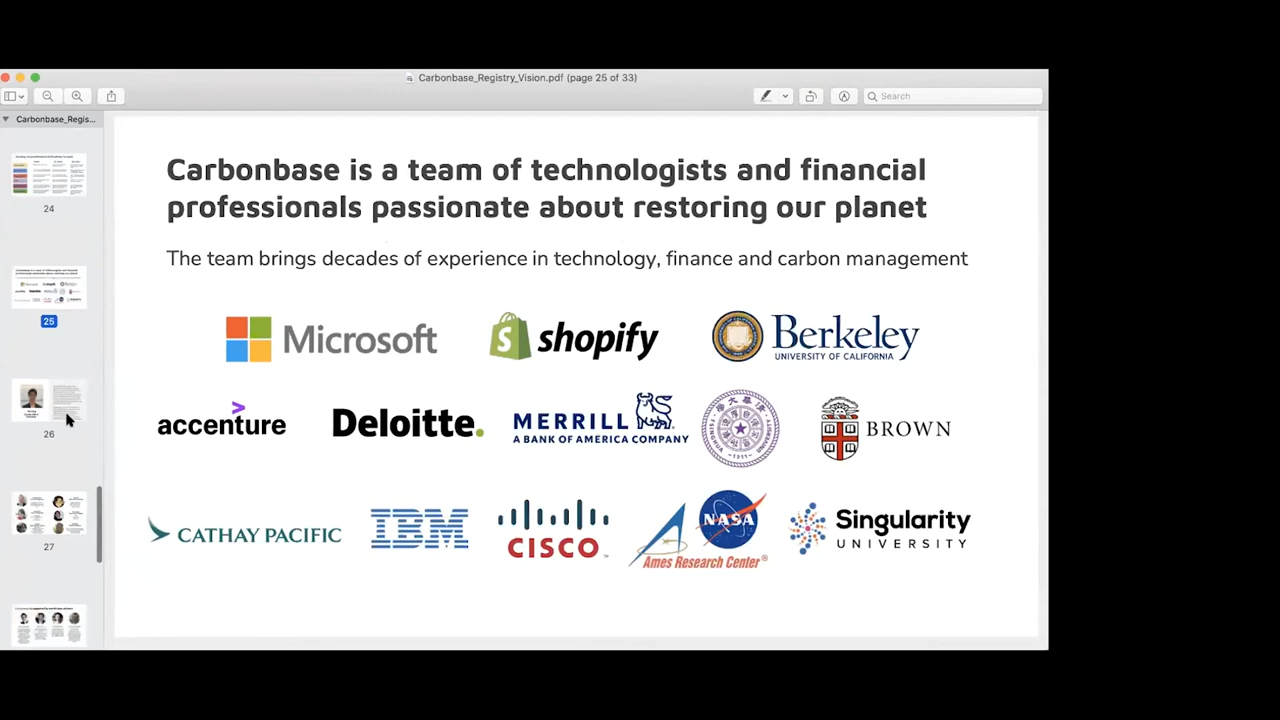 Carbonbase_Registry_Vision.pdf (page 25 of 33)
Search
Carbonbase_Regis...
24
25
26
27
Carbonbase is a team of technologists and financial
professionals passionate about restoring our planet
The team brings decades of experience in technology, finance and carbon management
Microsoft
shopify
Berkeley
UNIVERSITY OF CALIFORNIA
accenture
Deloitte.
MERRILL
A BANK OF AMERICA COMPANY
TSINGHUA UNIVERSITY
1911
BROWN
CATHAY PACIFIC
IBM
CISCO
NASA
Ames Research Center
Singularity
UNIVERSITY